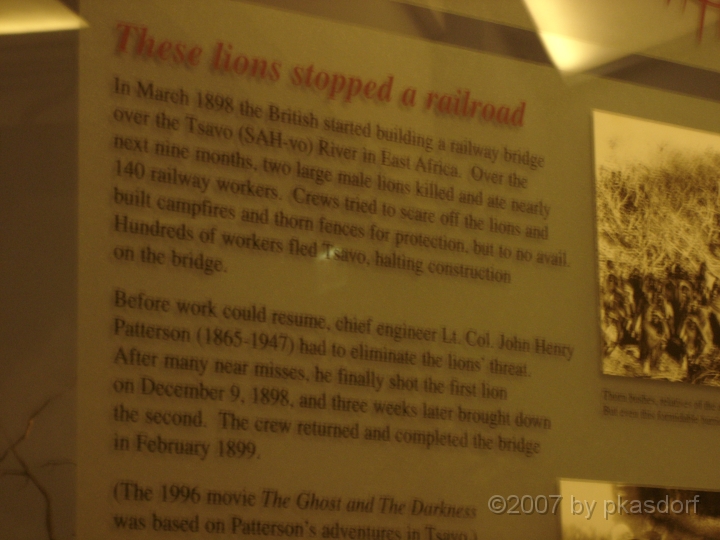 These lions stopped a railroad
In March 1898 the British started building a railway bridge
over the Tsavo (SAH-vo) River in East Africa. Over the
next nine months, two large male lions killed and ate nearly
140 railway workers. Crews tried to scare off the lions and
built campfires and thorn fences for protection, but to no avail.
Hundreds of workers fled Tsavo, halting construction
on the bridge.
Before work could resume, chief engineer Lt. Col. John Henry
Patterson (1865-1947) had to eliminate the lions' threat.
After many near misses, he finally shot the first lion
on December 9, 1898, and three weeks later brought down
the second. The crew returned and completed the bridge
in February 1899.
(The 1996 movie The Ghost and The Darkness
was based on Patterson's adventures in Tsavo.)
Thorn bushes,
But even this formidable
©2007 by pkasdorf